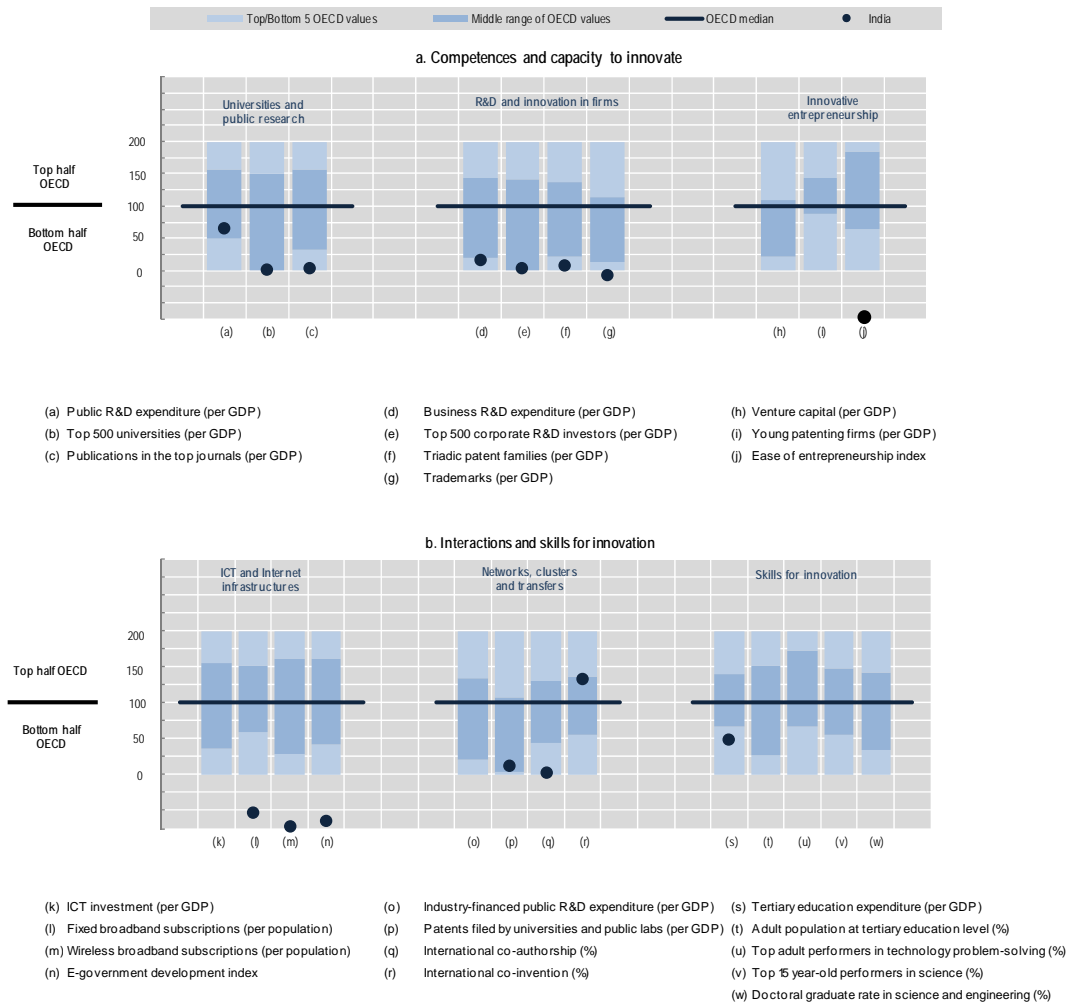 Top/Bottom 5 OECD values Middle range of OECD values OECD median India
a. Competences and capacity to innovate
Universities and public research
R&D and innovation in firms
Innovative entrepreneurship
200
150
100
50
0
Top half OECD
Bottom half OECD
(a) (b) (c) (d) (e) (f) (g) (h) (i) (j)
(a) Public R&D expenditure (per GDP)
(b) Top 500 universities (per GDP)
(c) Publications in the top journals (per GDP)
(d) Business R&D expenditure (per GDP)
(e) Top 500 corporate R&D investors (per GDP)
(f) Triadic patent families (per GDP)
(g) Trademarks (per GDP)
(h) Venture capital (per GDP)
(i) Young patenting firms (per GDP)
(j) Ease of entrepreneurship index
b. Interactions and skills for innovation
ICT and Internet infrastructures
Networks, clusters and transfers
Skills for innovation
200
150
100
50
0
Top half OECD
Bottom half OECD
(k) (l) (m) (n) (o) (p) (q) (r) (s) (t) (u) (v) (w)
(k) ICT investment (per GDP)
(l) Fixed broadband subscriptions (per population)
(m) Wireless broadband subscriptions (per population)
(n) E-government development index
(o) Industry-financed public R&D expenditure (per GDP)
(p) Patents filed by universities and public labs (per GDP)
(q) International co-authorship (%)
(r) International co-invention (%)
(s) Tertiary education expenditure (per GDP)
(t) Adult population at tertiary education level (%)
(u) Top adult performers in technology problem-solving (%)
(v) Top 15 year-old performers in science (%)
(w) Doctoral graduate rate in science and engineering (%)